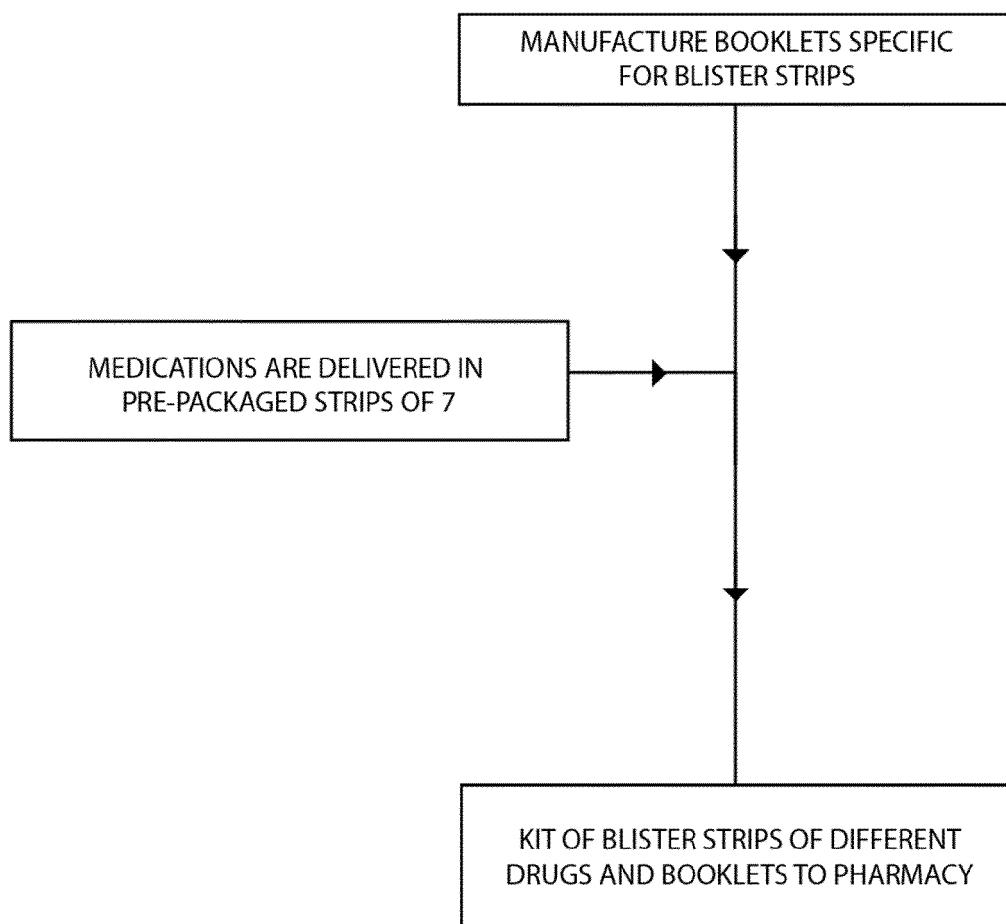 MANUFACTURE BOOKLETS SPECIFIC
FOR BLISTER STRIPS
MEDICATIONS ARE DELIVERED IN
PRE-PACKAGED STRIPS OF 7
KIT OF BLISTER STRIPS OF DIFFERENT
DRUGS AND BOOKLETS TO PHARMACY